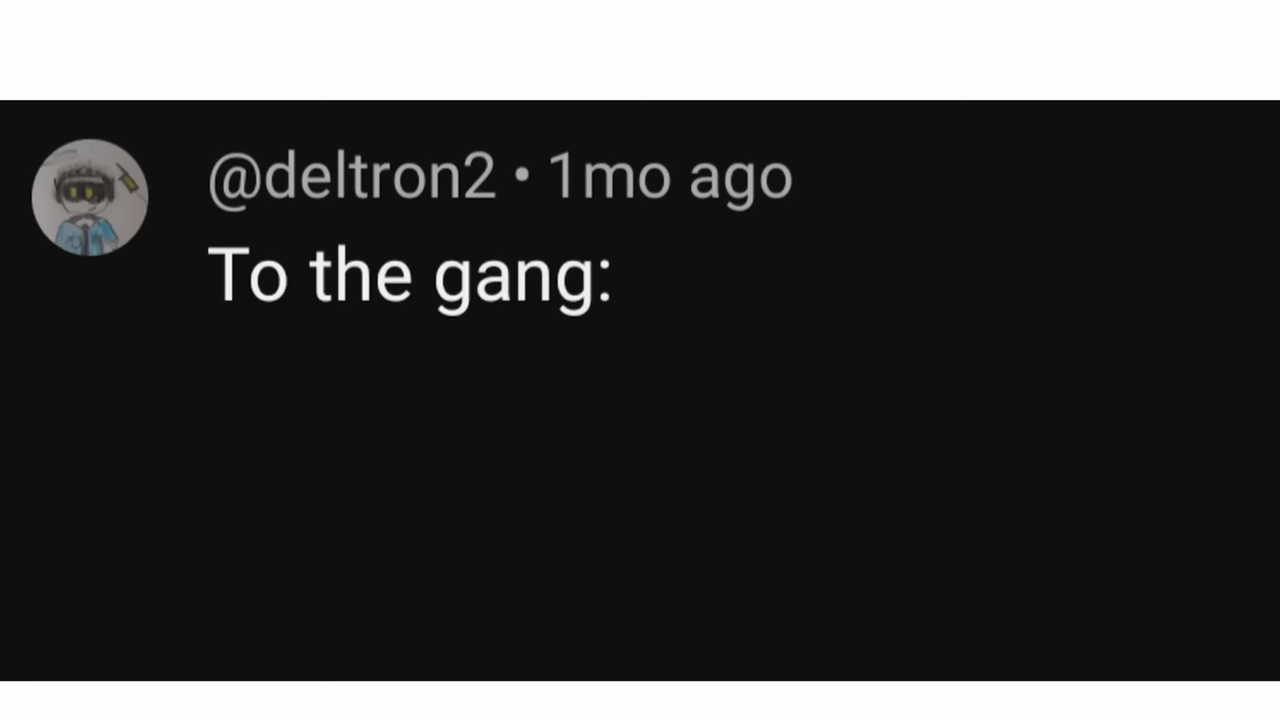 @deltron2 • 1mo ago
To the gang: